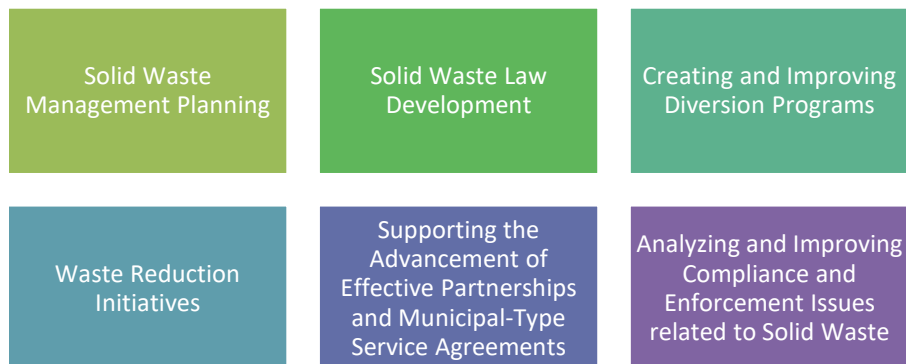 Solid Waste
Management Planning
Solid Waste Law
Development
Creating and Improving
Diversion Programs
Waste Reduction
Initiatives
Supporting the
Advancement of
Effective Partnerships
and Municipal-Type
Service Agreements
Analyzing and Improving
Compliance and
Enforcement Issues
related to Solid Waste